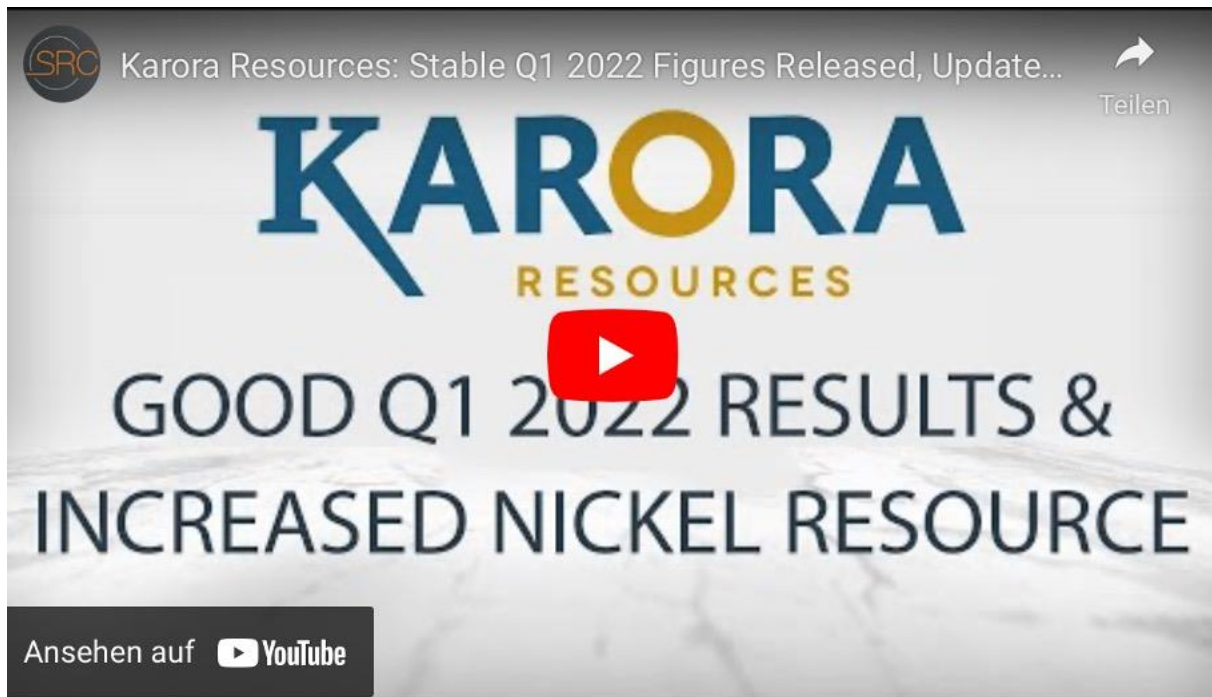 SRC
Karora Resources: Stable Q1 2022 Figures Released, Update...
Teilen
KARORA
RESOURCES
GOOD Q1 2022 RESULTS &
INCREASED NICKEL RESOURCE
Ansehen auf YouTube